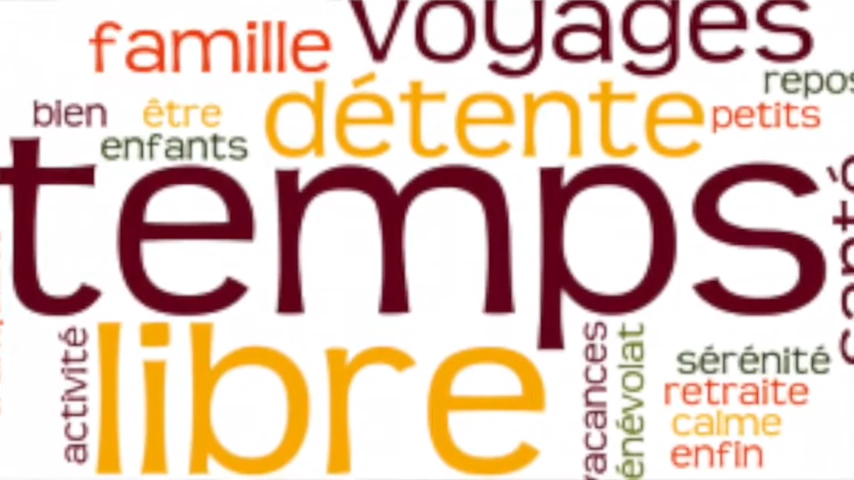 voyages
famille
repos
bien être
détente
petits
enfants
temps
santé
libre
activité
vacances
bénévolat
sérénité
retraite
calme
enfin